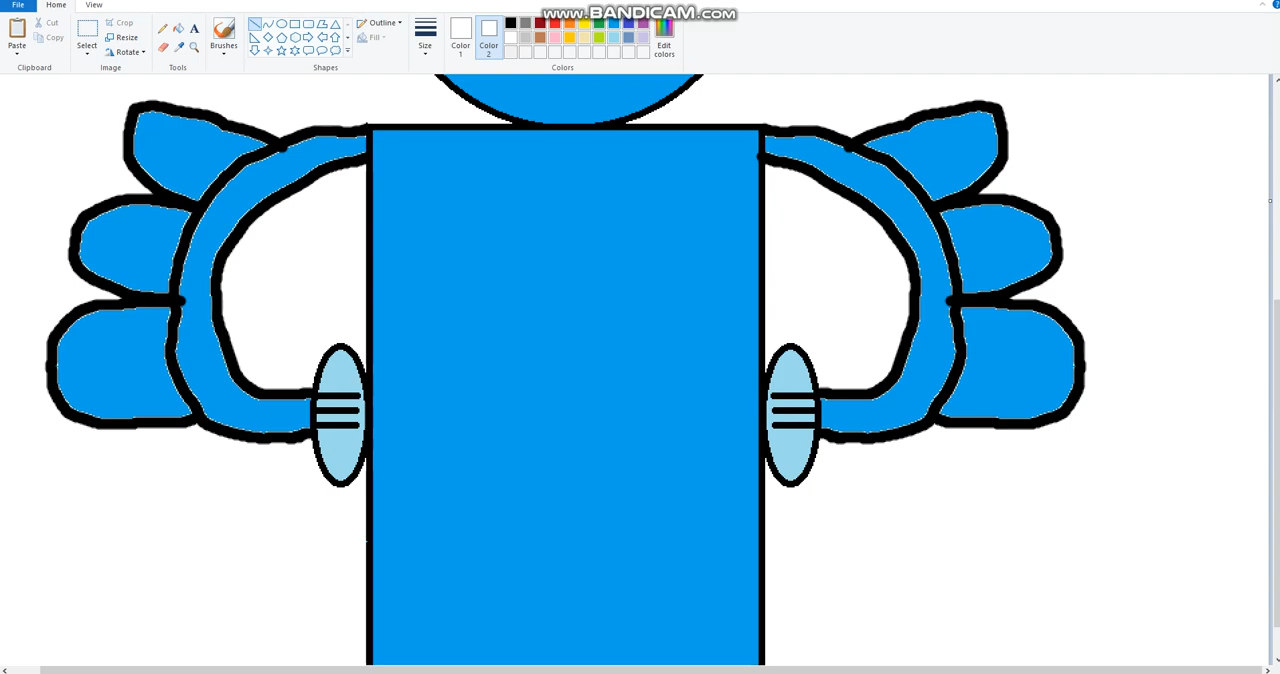 www.BANDICAM.com
File Home View
Paste
Cut
Copy
Clipboard
Select
Crop
Resize
Rotate
Image
Tools
Brushes
Shapes
Outline
Fill
Size
Color 1
Color 2
Edit colors
Colors